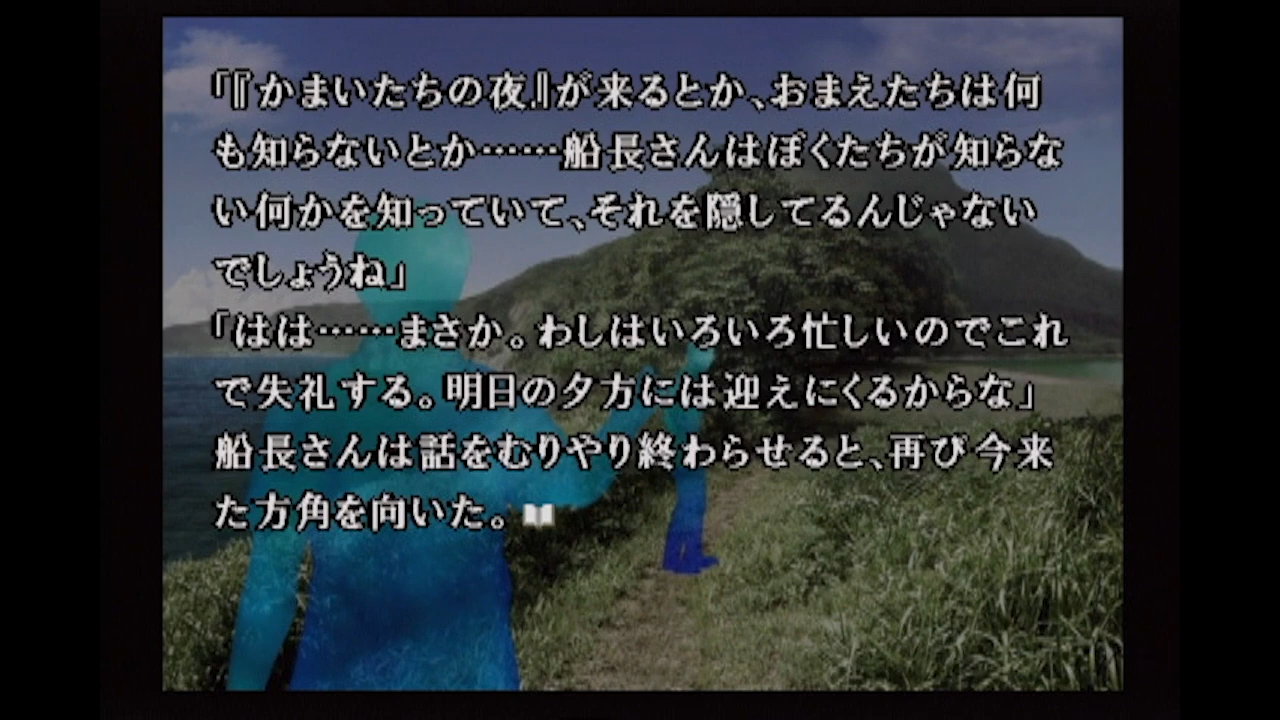 「『かまいたちの夜』が来るとか、おまえたちは何
も知らないとか……船長さんはぼくたちが知らな
い何かを知っていて、それを隠してるんじゃない
でしょうね」
「はは……まさか。わしはいろいろ忙しいのでこれ
で失礼する。明日の夕方には迎えにくるからな」
船長さんは話をむりやり終わらせると、再び今来
た方角を向いた。